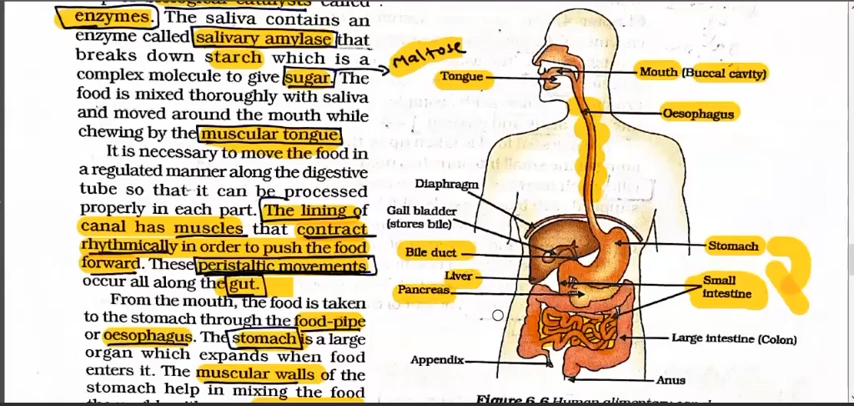 enzymes. The saliva contains an
enzyme called salivary amylase that
breaks down starch which is a
complex molecule to give sugar. The
food is mixed thoroughly with saliva
and moved around the mouth while
chewing by the muscular tongue.
It is necessary to move the food in
a regulated manner along the digestive
tube so that it can be processed
properly in each part. The lining of
canal has muscles that contract
rhythmically in order to push the food
forward. These peristaltic movements
occur all along the gut.
From the mouth, the food is taken
to the stomach through the food-pipe
or oesophagus. The stomach is a large
organ which expands when food
enters it. The muscular walls of the
stomach help in mixing the food
Maltose
Tongue
Mouth (Buccal cavity)
Oesophagus
Diaphragm
Gall bladder
(stores bile)
Bile duct
Liver
Pancreas
Stomach
Small
intestine
Large intestine (Colon)
Appendix
Anus
Figure 6.6 Human alimentary canal